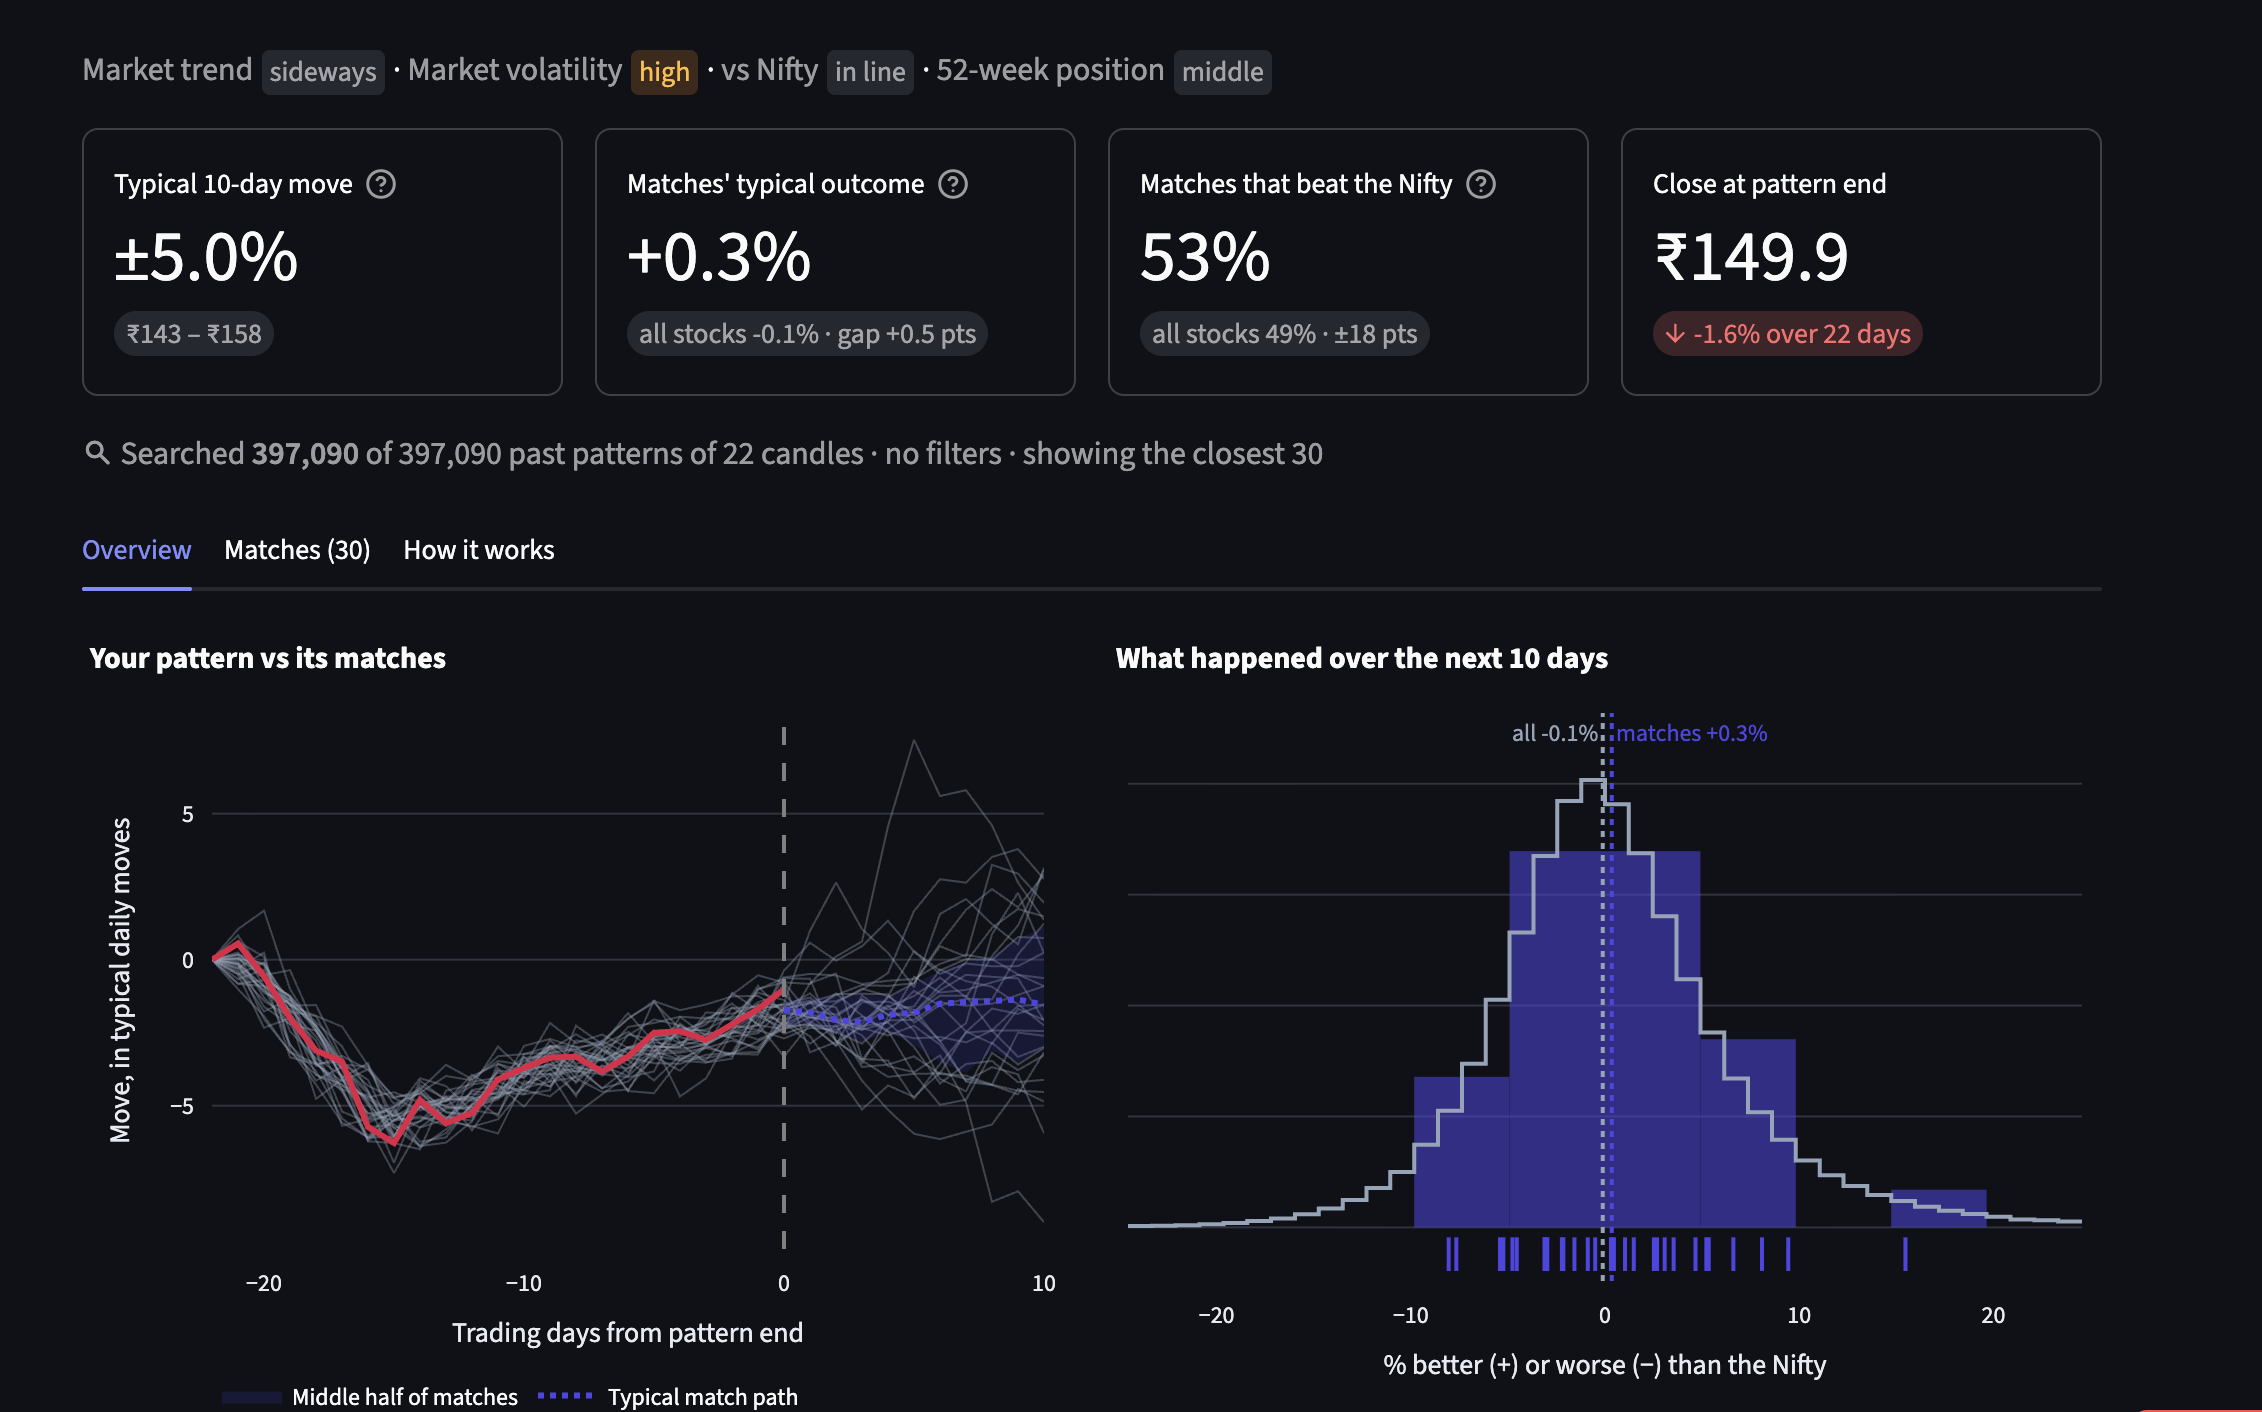 Market trend sideways · Market volatility high · vs Nifty in line · 52-week position middle
Typical 10-day move ?
±5.0%
₹143 – ₹158
Matches' typical outcome ?
+0.3%
all stocks -0.1% · gap +0.5 pts
Matches that beat the Nifty ?
53%
all stocks 49% · ±18 pts
Close at pattern end
₹149.9
↓ -1.6% over 22 days
Searched 397,090 of 397,090 past patterns of 22 candles · no filters · showing the closest 30
Overview Matches (30) How it works
Your pattern vs its matches
5
0
−5
Move, in typical daily moves
−20 −10 0 10
Trading days from pattern end
Middle half of matches Typical match path
What happened over the next 10 days
all -0.1% matches +0.3%
−20 −10 0 10 20
% better (+) or worse (−) than the Nifty